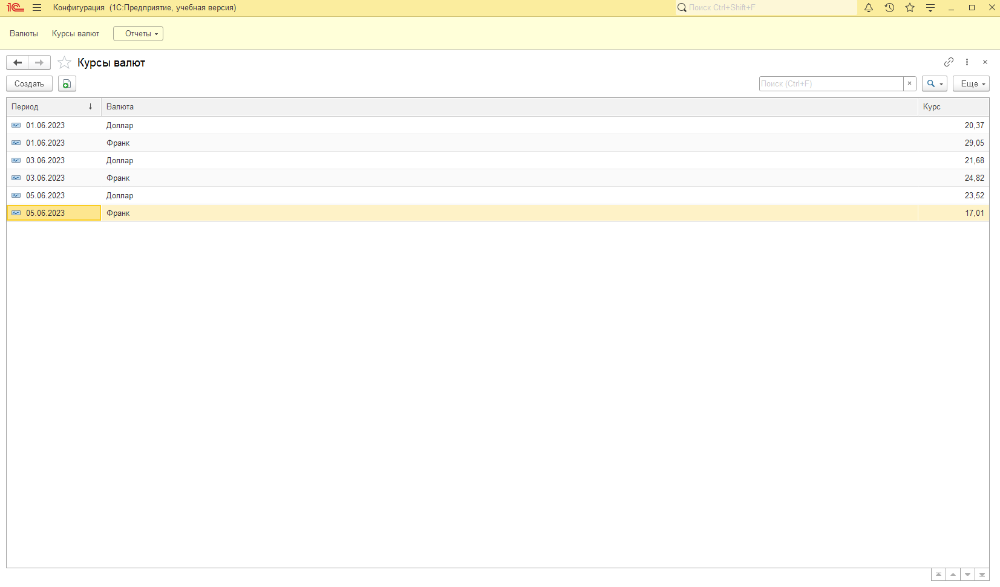 1С Конфигурация (1С:Предприятие, учебная версия) Поиск Ctrl+Shift+F
Валюты Курсы валют Отчеты
Курсы валют
Создать Поиск (Ctrl+F) × Еще
Период ↓ Валюта Курс
01.06.2023 Доллар 20,37
01.06.2023 Франк 29,05
03.06.2023 Доллар 21,68
03.06.2023 Франк 24,82
05.06.2023 Доллар 23,52
05.06.2023 Франк 17,01